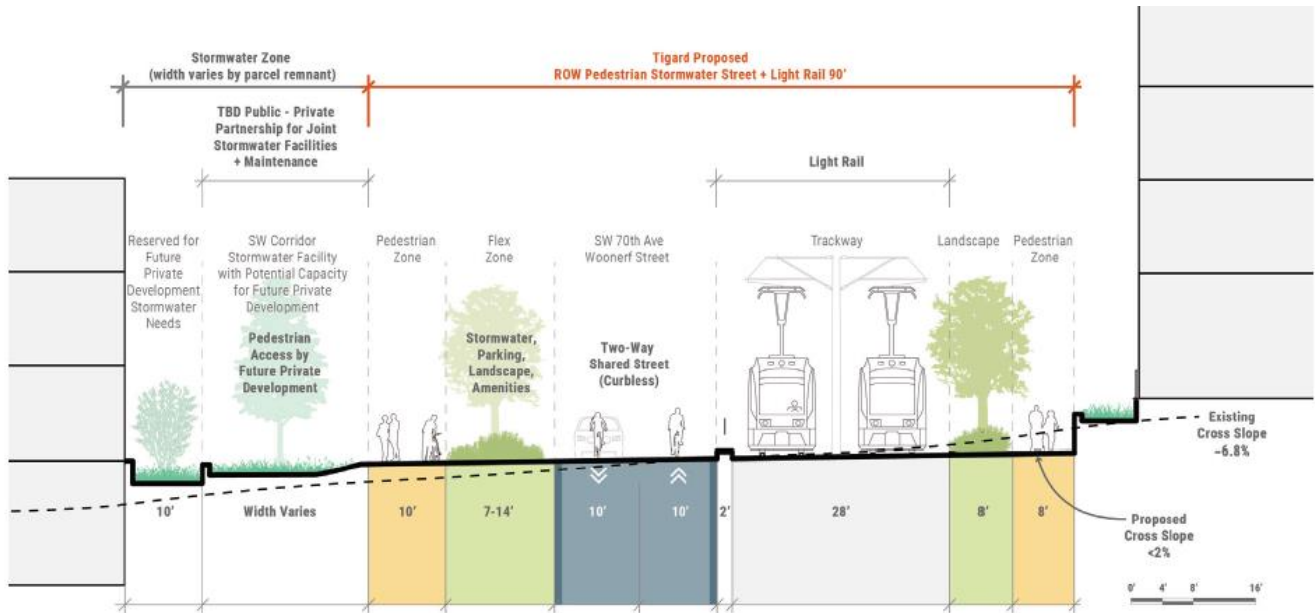 Stormwater Zone
(width varies by parcel remnant)
Tigard Proposed
ROW Pedestrian Stormwater Street + Light Rail 90’
TBD Public - Private
Partnership for Joint
Stormwater Facilities
+ Maintenance
Light Rail
Reserved for
Future
Private
Development
Stormwater
Needs
SW Corridor
Stormwater Facility
with Potential Capacity
for Future Private
Development
Pedestrian
Access by
Future Private
Development
Pedestrian
Zone
Flex
Zone
Stormwater,
Parking,
Landscape,
Amenities
SW 70th Ave
Woonerf Street
Two-Way
Shared Street
(Curbless)
Trackway
Landscape
Pedestrian
Zone
Existing
Cross Slope
~6.8%
10’
Width Varies
10’
7-14’
10’
10’
2’
28’
8’
8’
Proposed
Cross Slope
<2%
0’ 4’ 8’ 16’